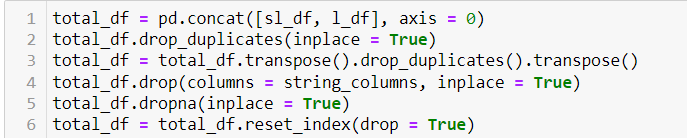 1 total_df = pd.concat([sl_df, l_df], axis = 0)
2 total_df.drop_duplicates(inplace = True)
3 total_df = total_df.transpose().drop_duplicates().transpose()
4 total_df.drop(columns = string_columns, inplace = True)
5 total_df.dropna(inplace = True)
6 total_df = total_df.reset_index(drop = True)